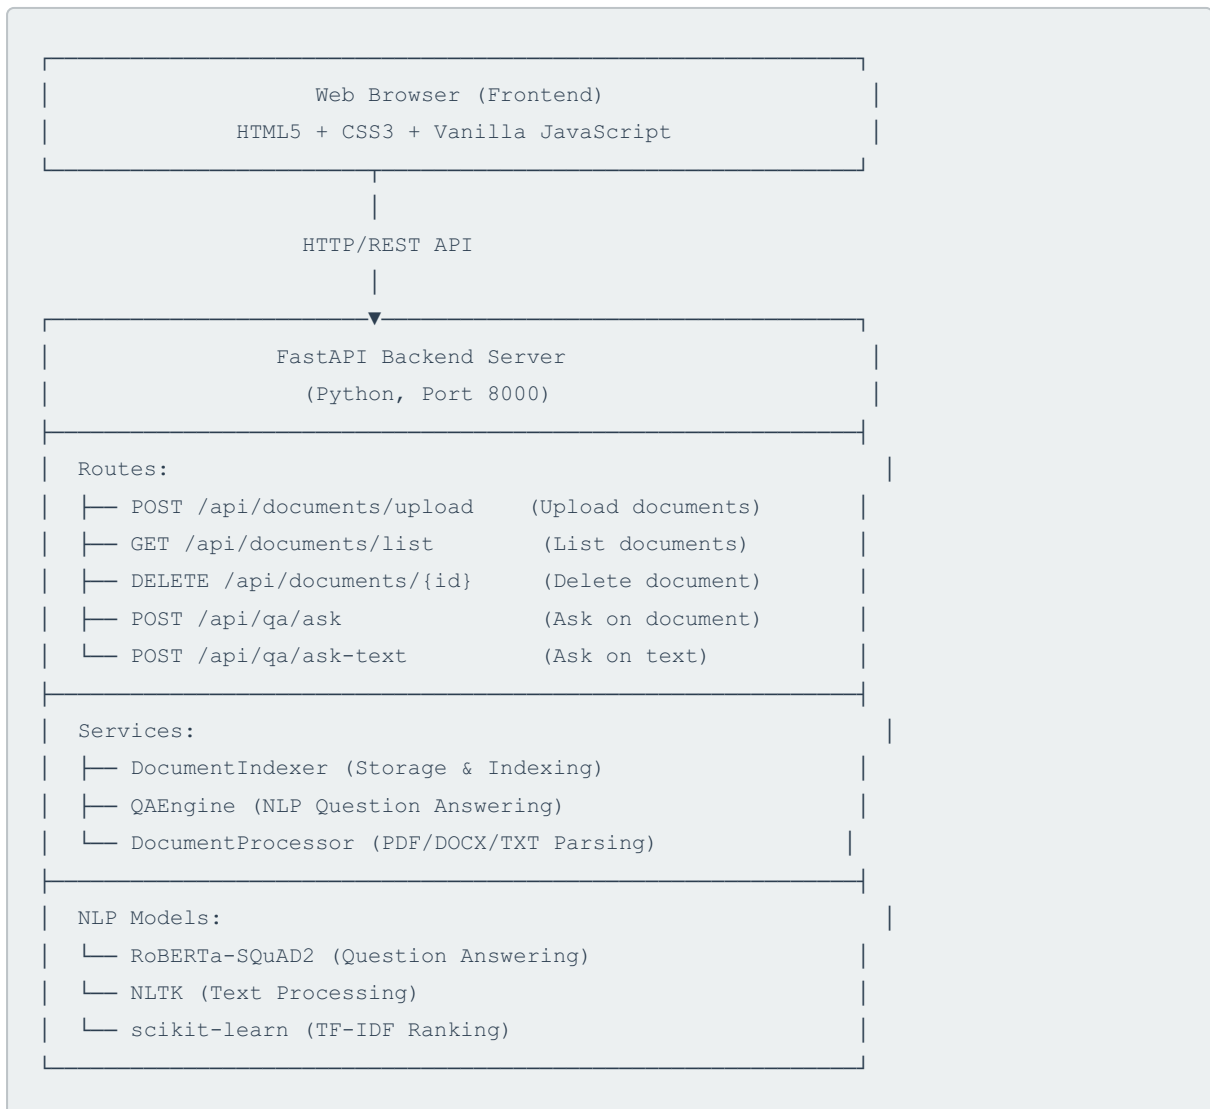 Web Browser (Frontend)
HTML5 + CSS3 + Vanilla JavaScript
HTTP/REST API
FastAPI Backend Server
(Python, Port 8000)
Routes:
├── POST /api/documents/upload    (Upload documents)
├── GET /api/documents/list        (List documents)
├── DELETE /api/documents/{id}     (Delete document)
├── POST /api/qa/ask               (Ask on document)
└── POST /api/qa/ask-text          (Ask on text)
Services:
├── DocumentIndexer (Storage & Indexing)
├── QAEngine (NLP Question Answering)
└── DocumentProcessor (PDF/DOCX/TXT Parsing)
NLP Models:
└── RoBERTa-SQuAD2 (Question Answering)
└── NLTK (Text Processing)
└── scikit-learn (TF-IDF Ranking)